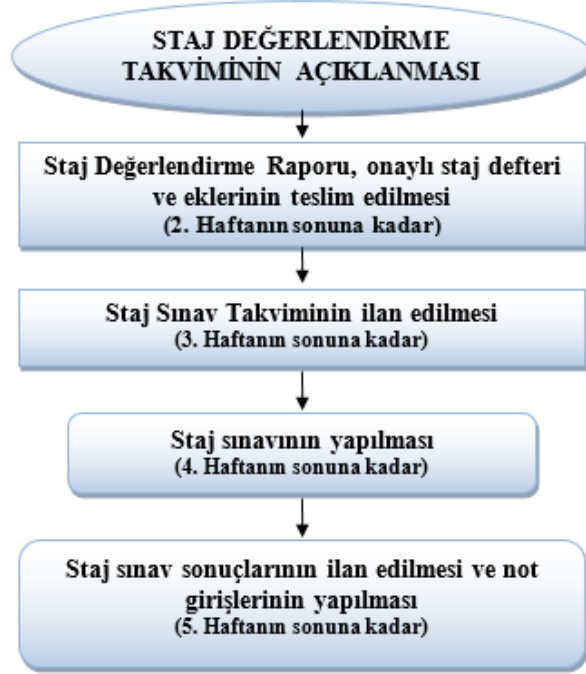 STAJ DEĞERLENDİRME
TAKVİMİNİN AÇIKLANMASI
Staj Değerlendirme Raporu, onaylı staj defteri
ve eklerinin teslim edilmesi
(2. Haftanın sonuna kadar)
Staj Sınav Takviminin ilan edilmesi
(3. Haftanın sonuna kadar)
Staj sınavının yapılması
(4. Haftanın sonuna kadar)
Staj sınav sonuçlarının ilan edilmesi ve not
girişlerinin yapılması
(5. Haftanın sonuna kadar)